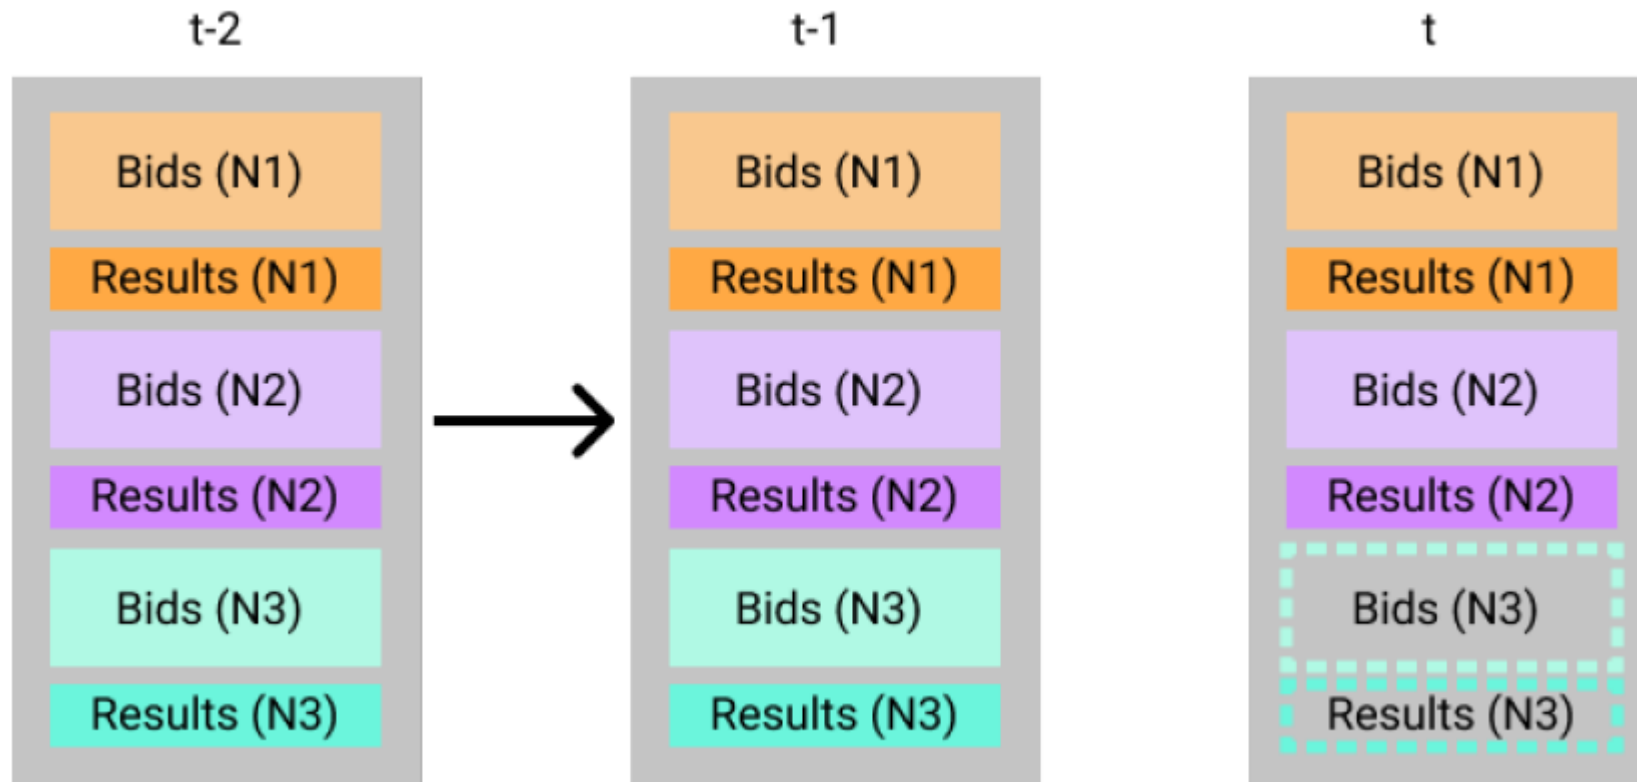 t-2
Bids (N1)
Results (N1)
Bids (N2)
Results (N2)
Bids (N3)
Results (N3)
t-1
Bids (N1)
Results (N1)
Bids (N2)
Results (N2)
Bids (N3)
Results (N3)
t
Bids (N1)
Results (N1)
Bids (N2)
Results (N2)
Bids (N3)
Results (N3)